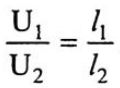 U₁/U₂ = l₁/l₂